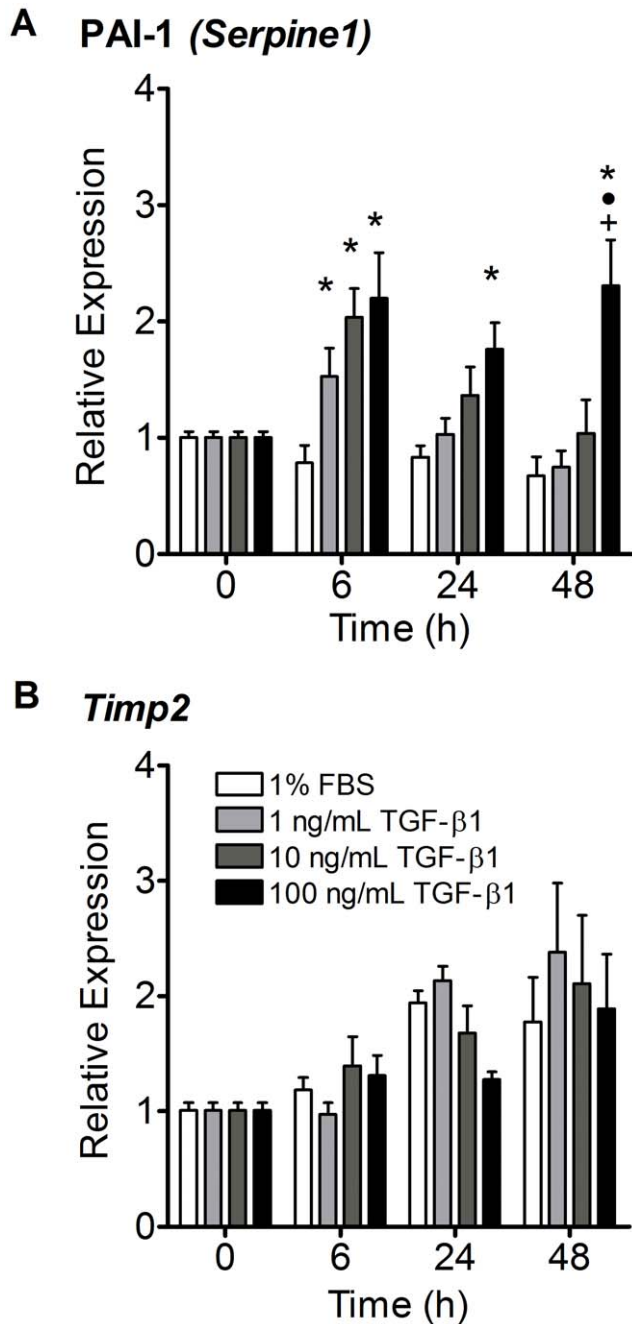 A PAI-1 (Serpine1)
4
3
2
1
0
Relative Expression
*
*
*
*
*
●
+
0 6 24 48
Time (h)
B Timp2
4
3
2
1
0
Relative Expression
1% FBS
1 ng/mL TGF-β1
10 ng/mL TGF-β1
100 ng/mL TGF-β1
0 6 24 48
Time (h)